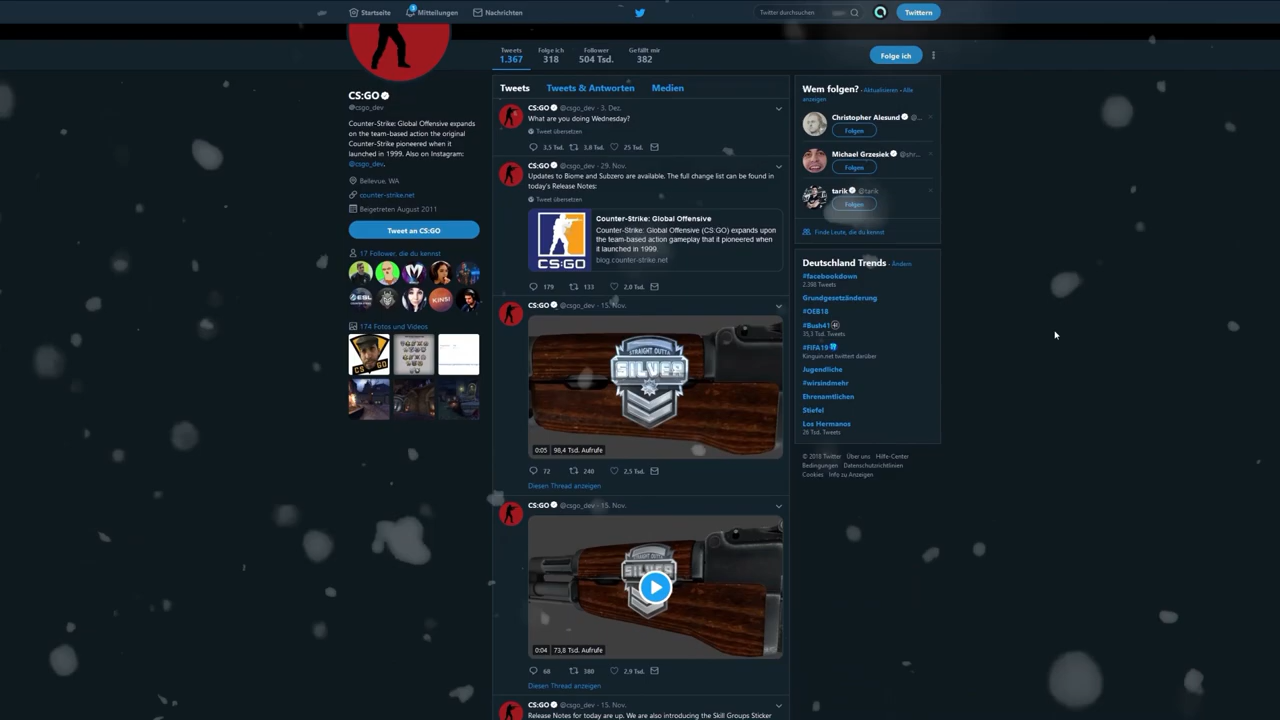 Startseite
3
Mitteilungen
Nachrichten
Twitter durchsuchen
Twittern
Tweets
1.367
Folge ich
318
Follower
504 Tsd.
Gefällt mir
382
Folge ich
CS:GO
@csgo_dev
Counter-Strike: Global Offensive expands
on the team-based action the original
Counter-Strike pioneered when it
launched in 1999. Also on Instagram:
@csgo_dev.
Bellevue, WA
counter-strike.net
Beigetreten August 2011
Tweet an CS:GO
17 Follower, die du kennst
ESL
KINSI
174 Fotos und Videos
CS GO
Tweets
Tweets & Antworten
Medien
CS:GO @csgo_dev · 3. Dez.
What are you doing Wednesday?
Tweet übersetzen
3,5 Tsd. 3,8 Tsd. 25 Tsd.
CS:GO @csgo_dev · 29. Nov.
Updates to Biome and Subzero are available. The full change list can be found in
today's Release Notes:
Tweet übersetzen
CS:GO
Counter-Strike: Global Offensive
Counter-Strike: Global Offensive (CS:GO) expands upon
the team-based action gameplay that it pioneered when
it launched in 1999
blog.counter-strike.net
179 133 2,0 Tsd.
CS:GO @csgo_dev · 15. Nov.
STRAIGHT OUTTA
SILVER
0:05 | 98,4 Tsd. Aufrufe
72 240 2,5 Tsd.
Diesen Thread anzeigen
CS:GO @csgo_dev · 15. Nov.
STRAIGHT OUTTA
SILVER
0:04 | 73,8 Tsd. Aufrufe
68 380 2,9 Tsd.
Diesen Thread anzeigen
CS:GO @csgo_dev · 15. Nov.
Release Notes for today are up. We are also introducing the Skill Groups Sticker
Wem folgen? · Aktualisieren · Alle
anzeigen
Christopher Alesund @...
Folgen
Michael Grzesiek @shr...
Folgen
tarik @tarik
Folgen
Finde Leute, die du kennst
Deutschland Trends · Ändern
#facebookdown
2.398 Tweets
Grundgesetzänderung
#OEB18
#Bush41
35,3 Tsd. Tweets
#FIFA19
Kinguin.net twittert darüber
Jugendliche
#wirsindmehr
Ehrenamtlichen
Stiefel
Los Hermanos
26 Tsd. Tweets
© 2018 Twitter Über uns Hilfe-Center
Bedingungen Datenschutzrichtlinien
Cookies Info zu Anzeigen